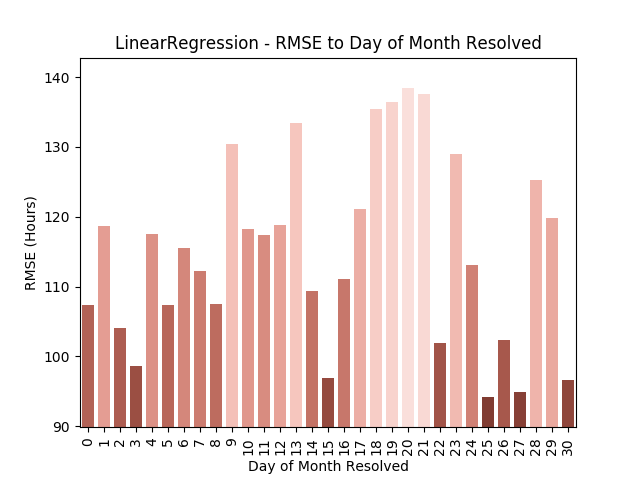 LinearRegression - RMSE to Day of Month Resolved
140
130
120
110
100
90
RMSE (Hours)
0 1 2 3 4 5 6 7 8 9 10 11 12 13 14 15 16 17 18 19 20 21 22 23 24 25 26 27 28 29 30
Day of Month Resolved